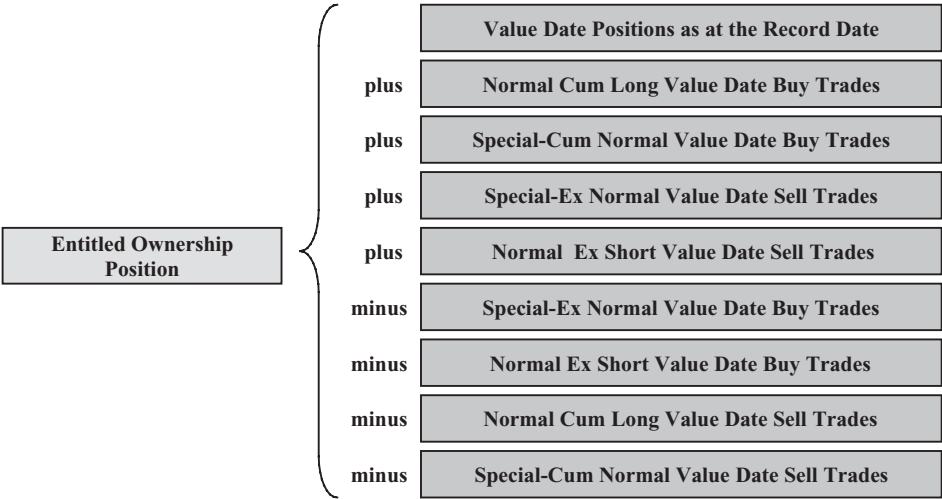 Value Date Positions as at the Record Date
plus Normal Cum Long Value Date Buy Trades
plus Special-Cum Normal Value Date Buy Trades
plus Special-Ex Normal Value Date Sell Trades
Entitled Ownership
Position
plus Normal Ex Short Value Date Sell Trades
minus Special-Ex Normal Value Date Buy Trades
minus Normal Ex Short Value Date Buy Trades
minus Normal Cum Long Value Date Sell Trades
minus Special-Cum Normal Value Date Sell Trades